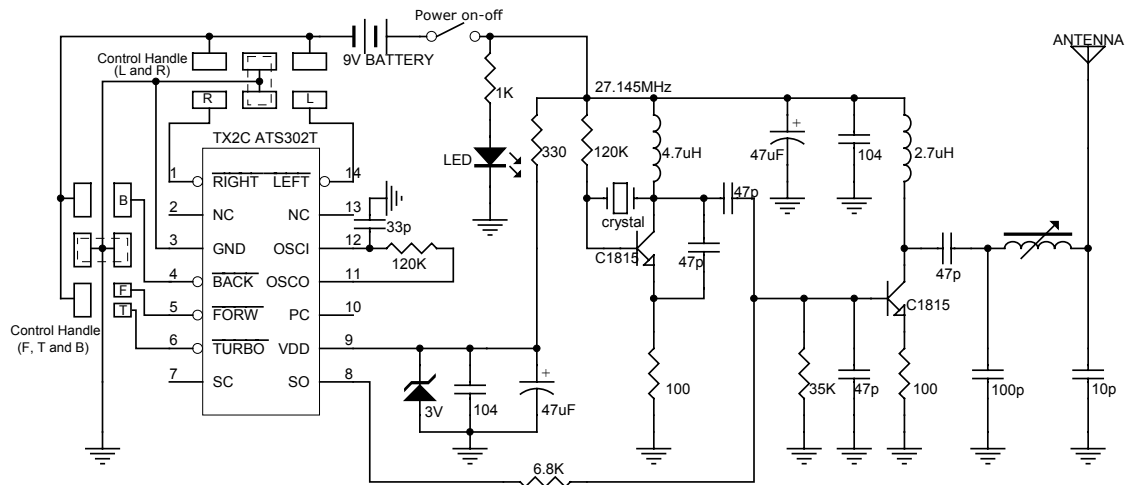 Power on-off
ANTENNA
Control Handle
(L and R)
9V BATTERY
1K
27.145MHz
R
L
TX2C ATS302T
LED
330
120K
4.7uH
+
47uF
104
2.7uH
1
RIGHT
LEFT
14
B
2
NC
NC
13
33p
crystal
47p
3
GND
OSCI
12
120K
C1815
47p
47p
4
BACK
OSCO
11
F
T
5
FORW
PC
10
C1815
Control Handle
(F, T and B)
6
TURBO
VDD
9
+
7
SC
SO
8
3V
104
47uF
100
35K
47p
100
100p
10p
6.8K